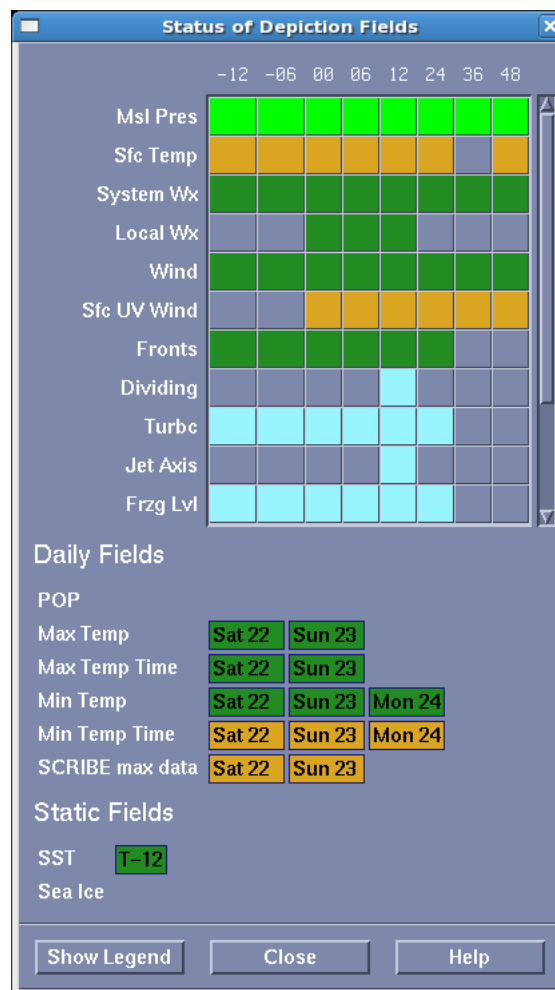 Status of Depiction Fields
-12 -06 00 06 12 24 36 48
Msl Pres
Sfc Temp
System Wx
Local Wx
Wind
Sfc UV Wind
Fronts
Dividing
Turbc
Jet Axis
Frzg Lvl
Daily Fields
POP
Max Temp Sat 22 Sun 23
Max Temp Time Sat 22 Sun 23
Min Temp Sat 22 Sun 23 Mon 24
Min Temp Time Sat 22 Sun 23 Mon 24
SCRIBE max data Sat 22 Sun 23
Static Fields
SST T-12
Sea Ice
Show Legend Close Help